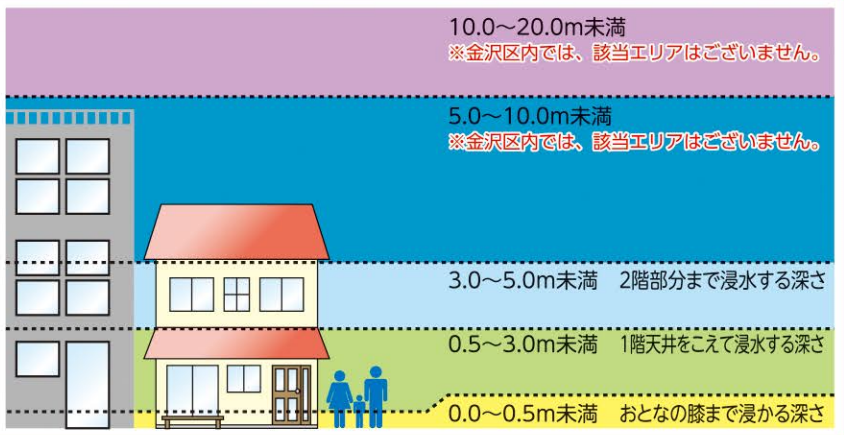 10.0～20.0m未満
※金沢区内では、該当エリアはございません。
5.0～10.0m未満
※金沢区内では、該当エリアはございません。
3.0～5.0m未満　2階部分まで浸水する深さ
0.5～3.0m未満　1階天井をこえて浸水する深さ
0.0～0.5m未満　おとなの膝まで浸かる深さ